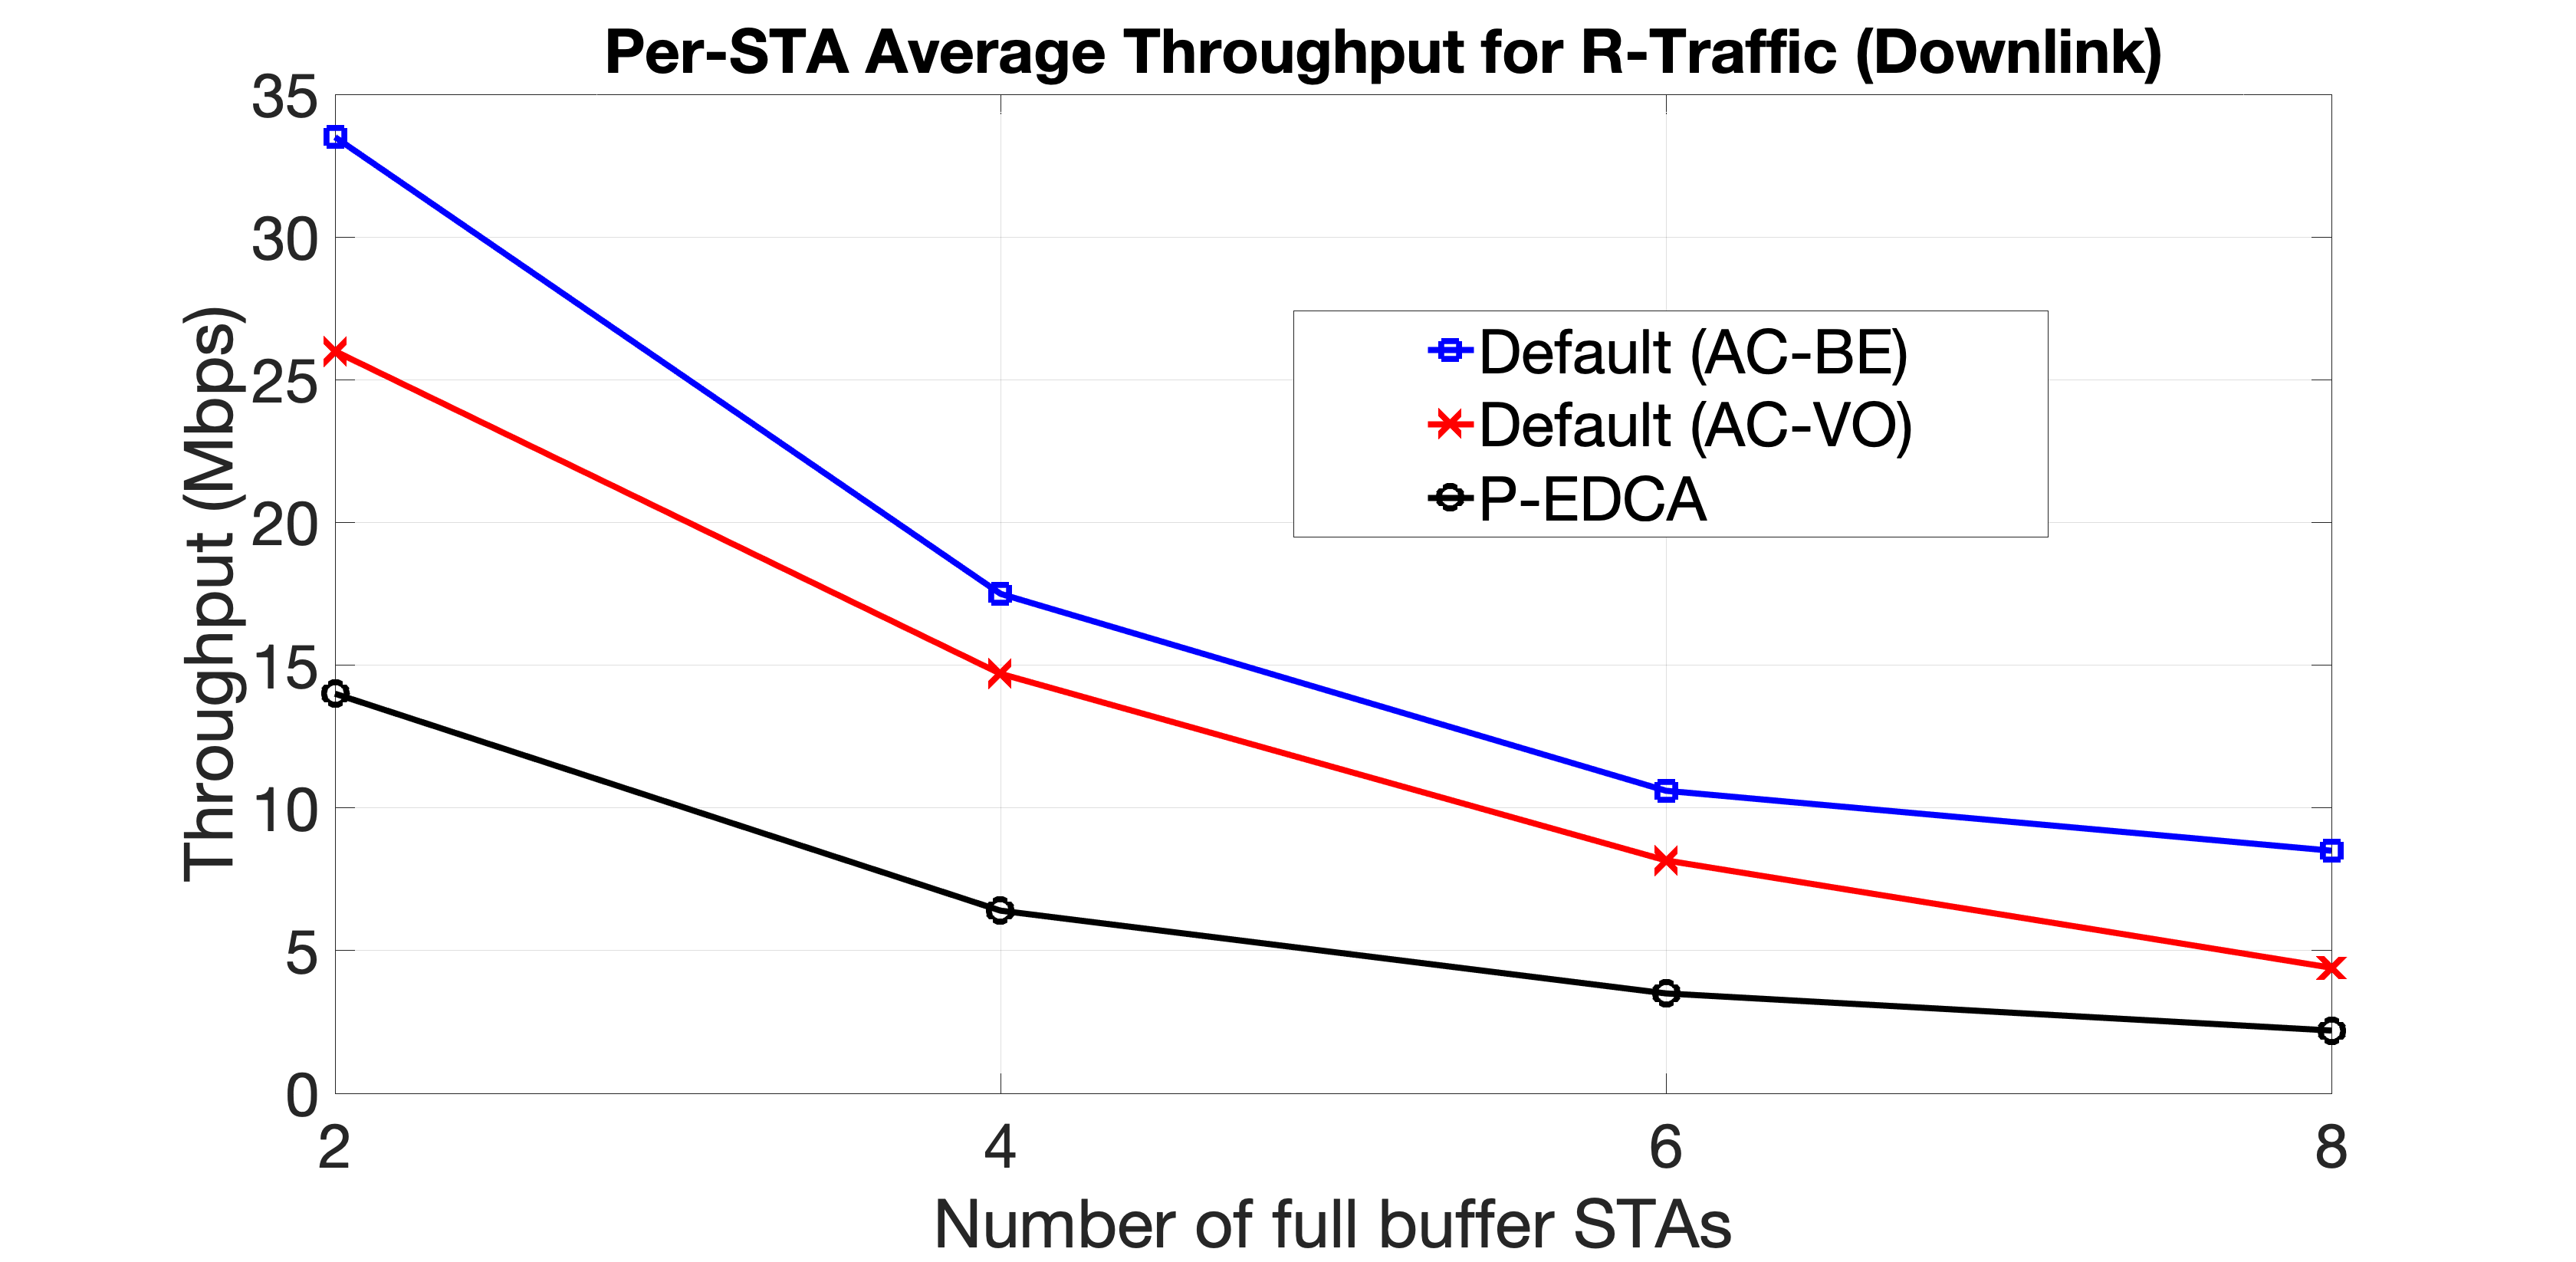 Per-STA Average Throughput for R-Traffic (Downlink)
Throughput (Mbps)
35
30
25
20
15
10
5
0
Default (AC-BE)
Default (AC-VO)
P-EDCA
2 4 6 8
Number of full buffer STAs